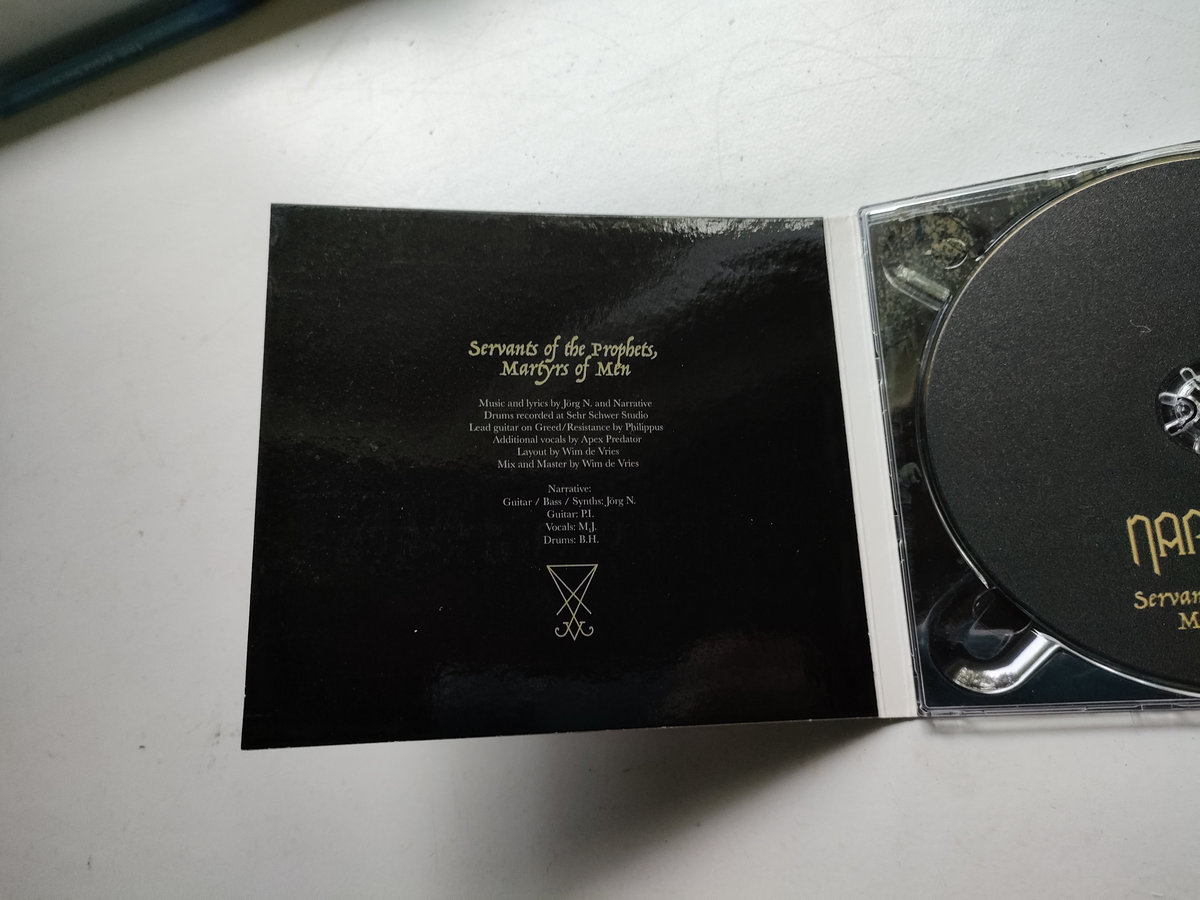 Servants of the Prophets,
Martyrs of Men
Music and lyrics by Jörg N. and Narrative
Drums recorded at Sehr Schwer Studio
Lead guitar on Greed/Resistance by Philippus
Additional vocals by Apex Predator
Layout by Wim de Vries
Mix and Master by Wim de Vries
Narrative:
Guitar / Bass / Synths: Jörg N.
Guitar: P.I.
Vocals: M.J.
Drums: B.H.
NAR
Servan
M